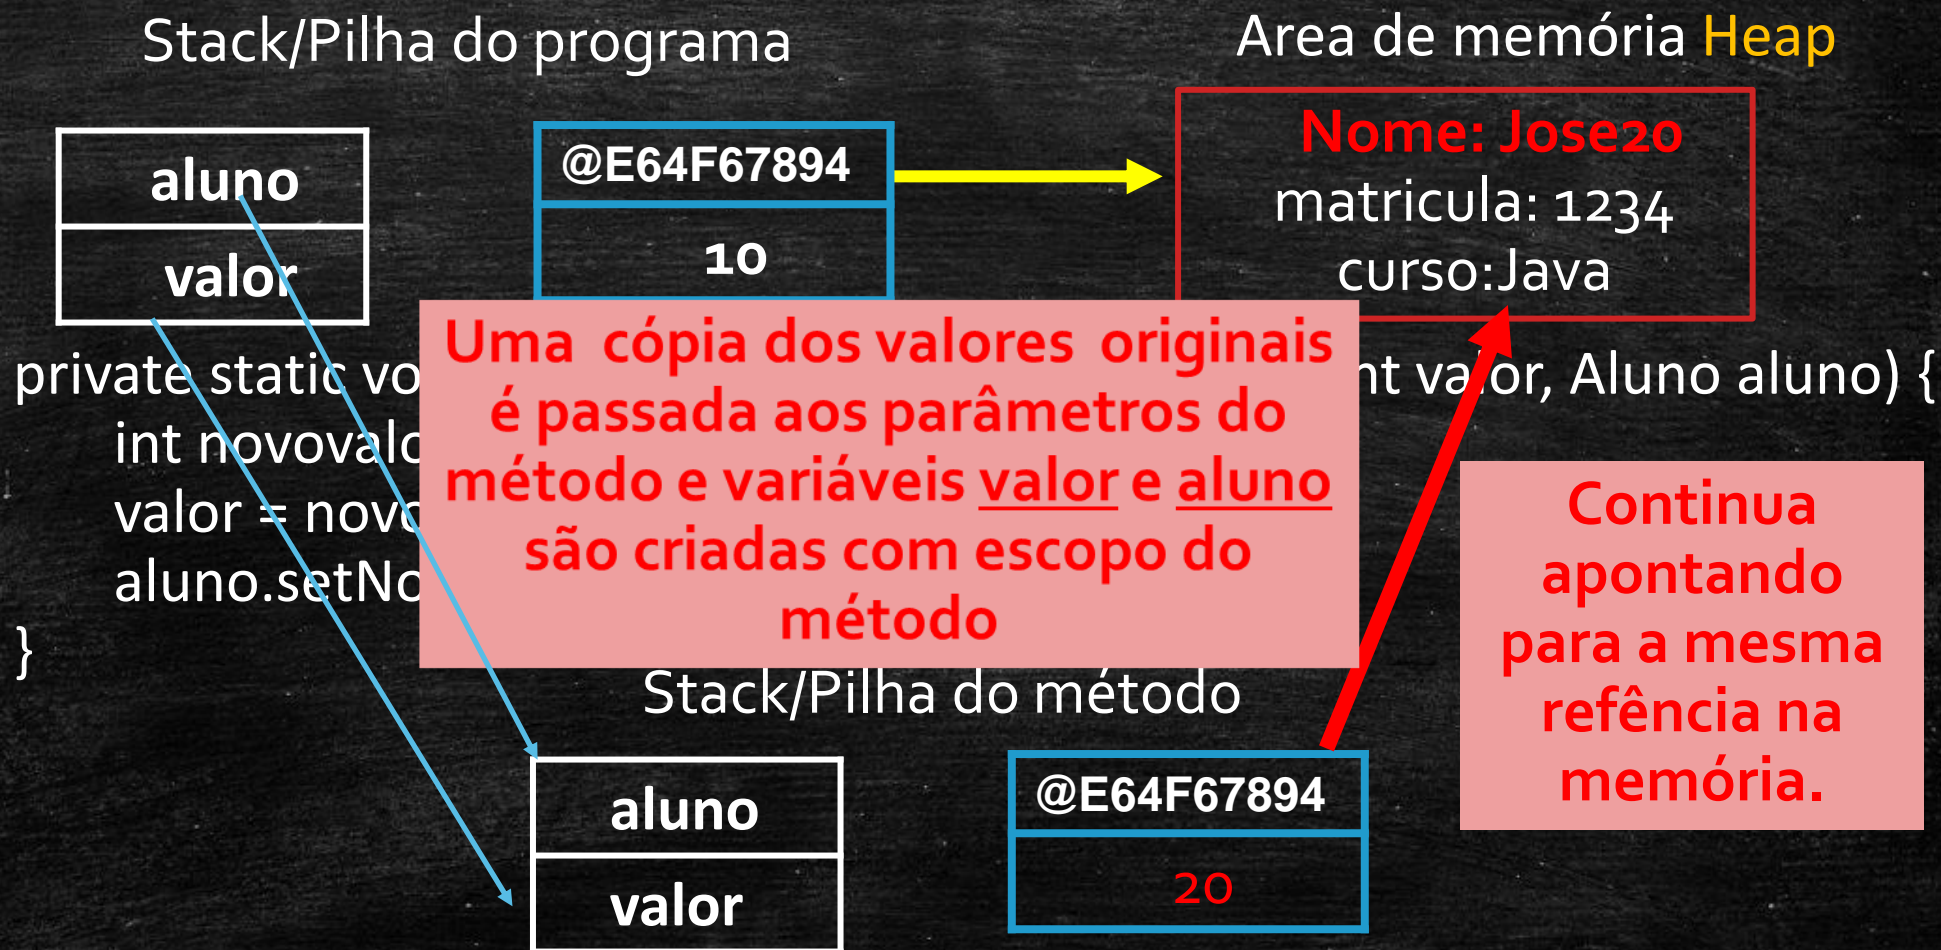 Stack/Pilha do programa
Area de memória Heap
aluno
valor
@E64F67894
10
Nome: Jose20
matricula: 1234
curso:Java
private static vo
nt valor, Aluno aluno) {
int novovalo
valor = novo
aluno.setNo
}
Uma cópia dos valores originais
é passada aos parâmetros do
método e variáveis valor e aluno
são criadas com escopo do
método
Continua
apontando
para a mesma
refência na
memória.
Stack/Pilha do método
aluno
valor
@E64F67894
20